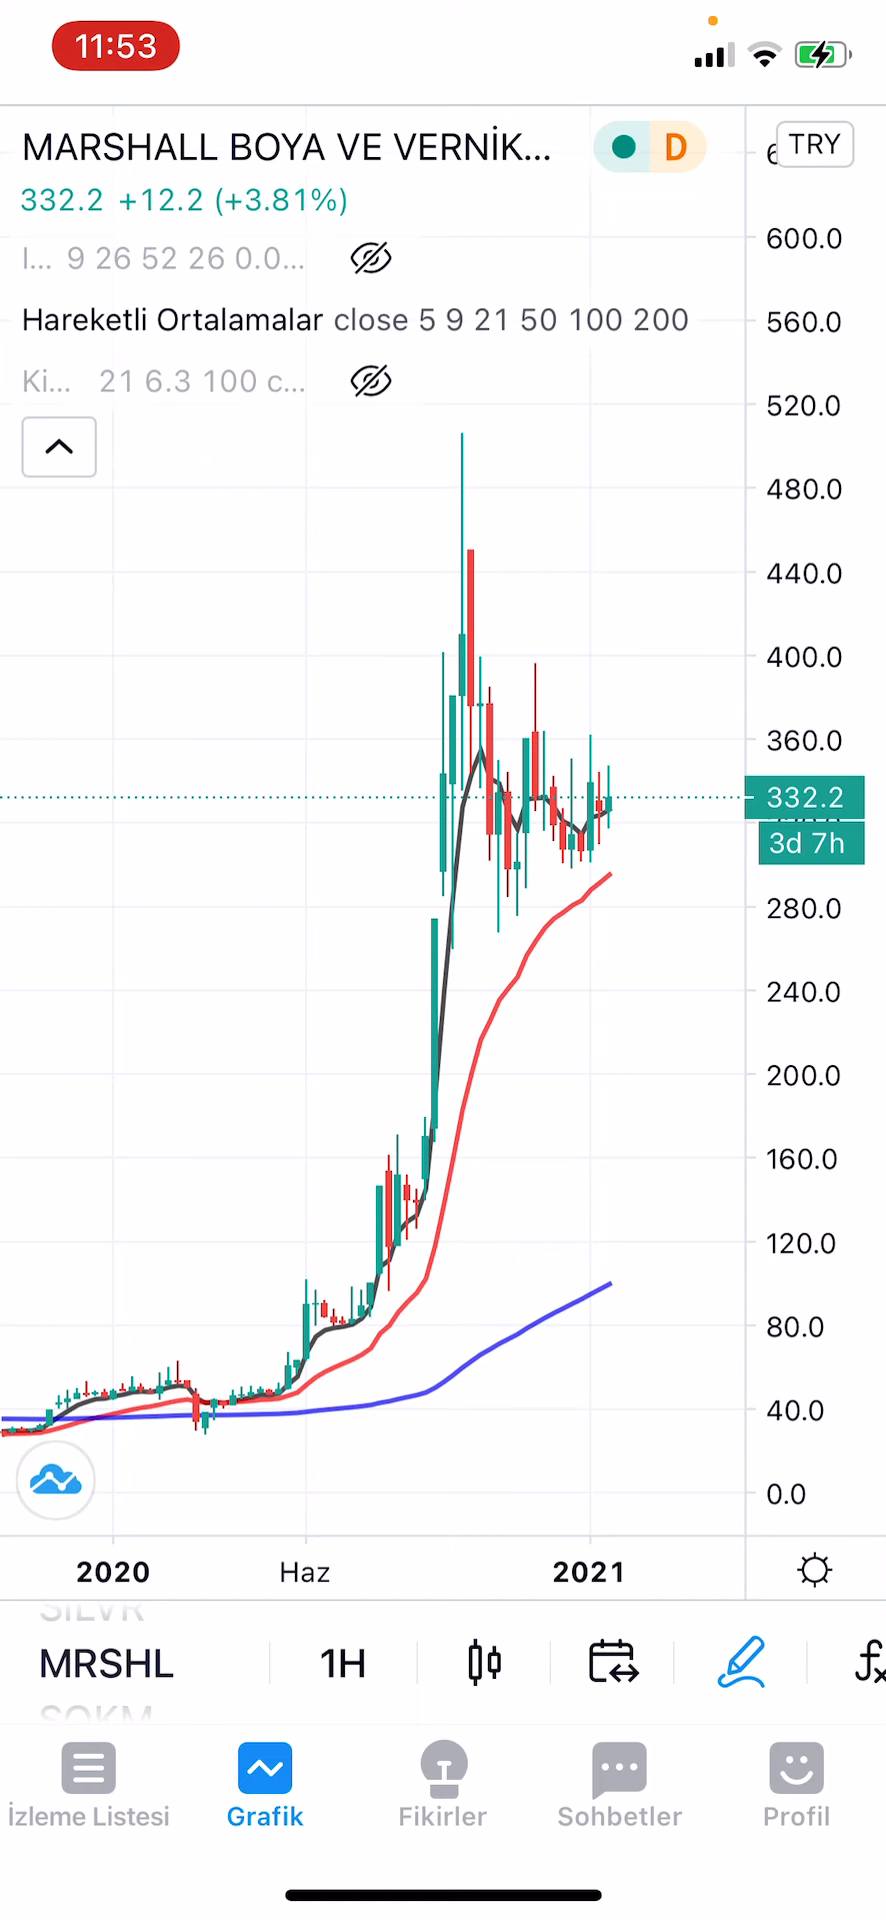 11:53
MARSHALL BOYA VE VERNİK... D TRY
332.2 +12.2 (+3.81%)
I... 9 26 52 26 0.0...
600.0
Hareketli Ortalamalar close 5 9 21 50 100 200
560.0
Ki... 21 6.3 100 c...
520.0
480.0
440.0
400.0
360.0
332.2
3d 7h
280.0
240.0
200.0
160.0
120.0
80.0
40.0
0.0
2020 Haz 2021
SILVR
MRSHL 1H
SOKM
İzleme Listesi Grafik Fikirler Sohbetler Profil